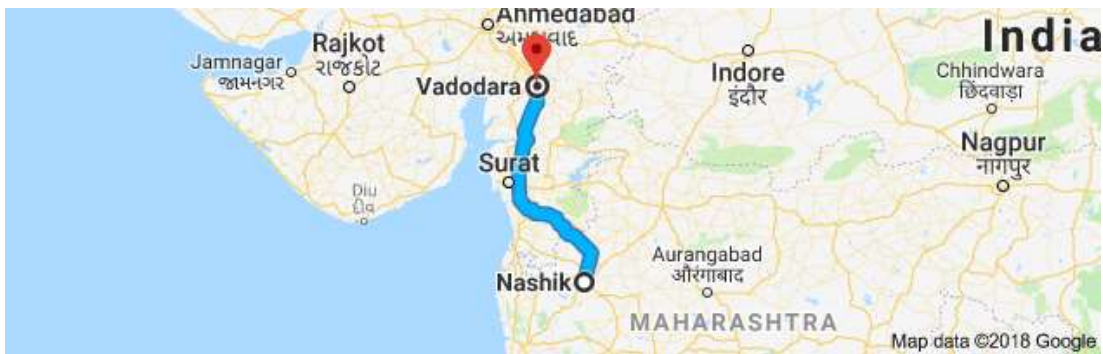 Ahmedabad
અમદાવાદ
India
Rajkot
રાજકોટ
Jamnagar
જામનગર
Vadodara
Indore
इंदौर
Chhindwara
छिंदवाड़ा
Nagpur
नागपुर
Surat
Diu
દીવ
Nashik
Aurangabad
औरंगाबाद
MAHARASHTRA
Map data ©2018 Google